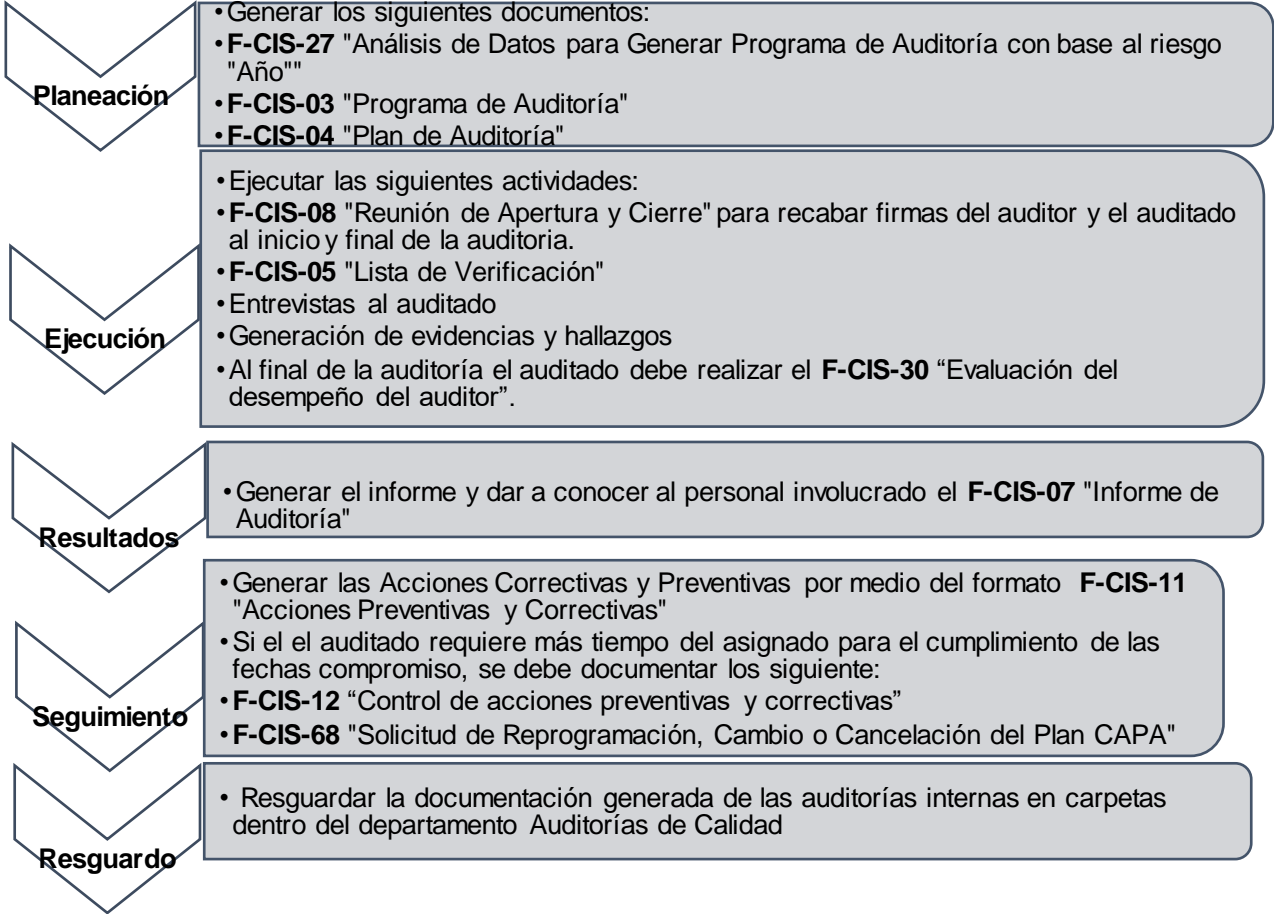 Planeación
•Generar los siguientes documentos:
•F-CIS-27 "Análisis de Datos para Generar Programa de Auditoría con base al riesgo
"Año""
•F-CIS-03 "Programa de Auditoría"
•F-CIS-04 "Plan de Auditoría"
Ejecución
•Ejecutar las siguientes actividades:
•F-CIS-08 "Reunión de Apertura y Cierre" para recabar firmas del auditor y el auditado
al inicio y final de la auditoria.
•F-CIS-05 "Lista de Verificación"
•Entrevistas al auditado
•Generación de evidencias y hallazgos
•Al final de la auditoría el auditado debe realizar el F-CIS-30 “Evaluación del
desempeño del auditor”.
Resultados
•Generar el informe y dar a conocer al personal involucrado el F-CIS-07 "Informe de
Auditoría"
Seguimiento
•Generar las Acciones Correctivas y Preventivas por medio del formato F-CIS-11
"Acciones Preventivas y Correctivas"
•Si el el auditado requiere más tiempo del asignado para el cumplimiento de las
fechas compromiso, se debe documentar los siguiente:
•F-CIS-12 “Control de acciones preventivas y correctivas”
•F-CIS-68 "Solicitud de Reprogramación, Cambio o Cancelación del Plan CAPA"
Resguardo
• Resguardar la documentación generada de las auditorías internas en carpetas
dentro del departamento Auditorías de Calidad